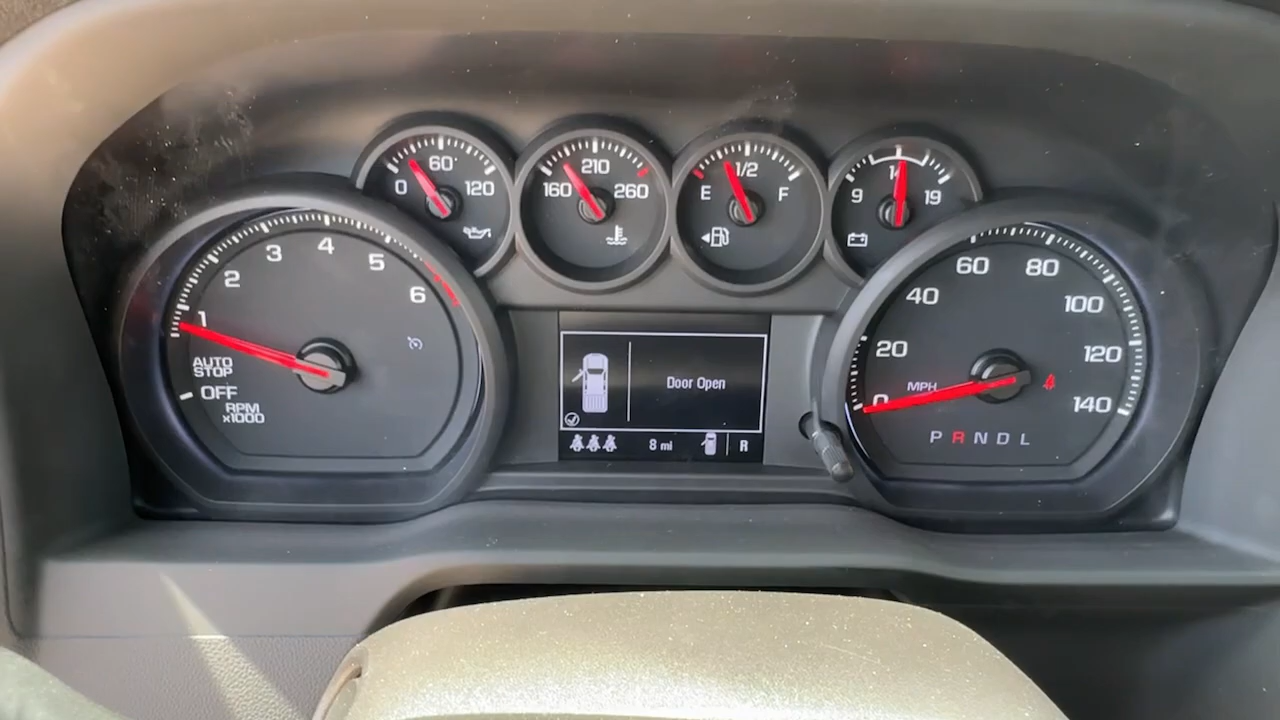 0 60 120
160 210 260
E 1/2 F
9 14 19
1 2 3 4 5 6
AUTO
STOP
OFF
RPM
x1000
Door Open
8 mi
R
0 20 40 60 80 100 120 140
MPH
P R N D L